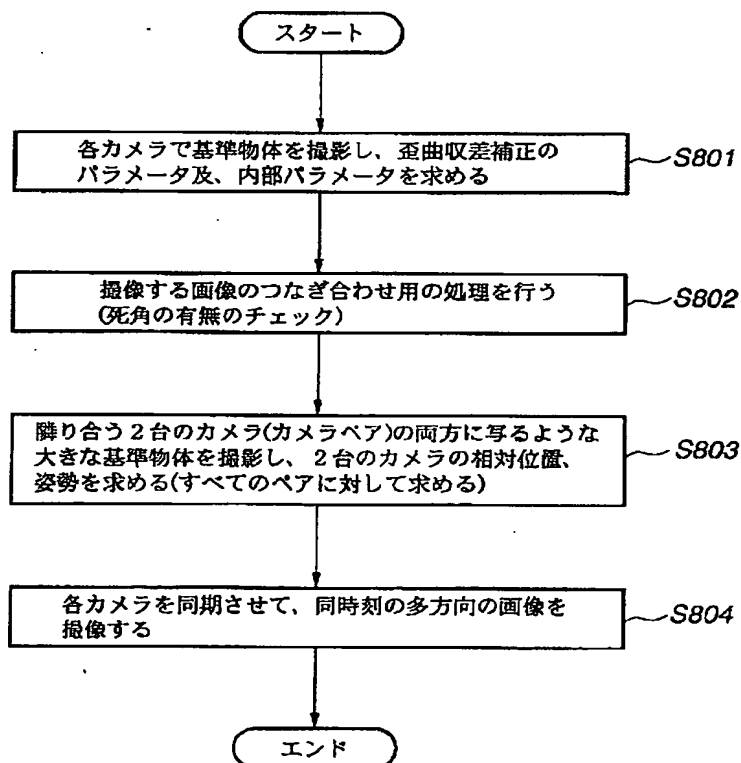 スタート
各カメラで基準物体を撮影し、歪曲収差補正の
パラメータ及、内部パラメータを求める
S801
撮像する画像のつなぎ合わせ用の処理を行う
(死角の有無のチェック)
S802
隣り合う2台のカメラ(カメラペア)の両方に写るような
大きな基準物体を撮影し、2台のカメラの相対位置、
姿勢を求める(すべてのペアに対して求める)
S803
各カメラを同期させて、同時刻の多方向の画像を
撮像する
S804
エンド